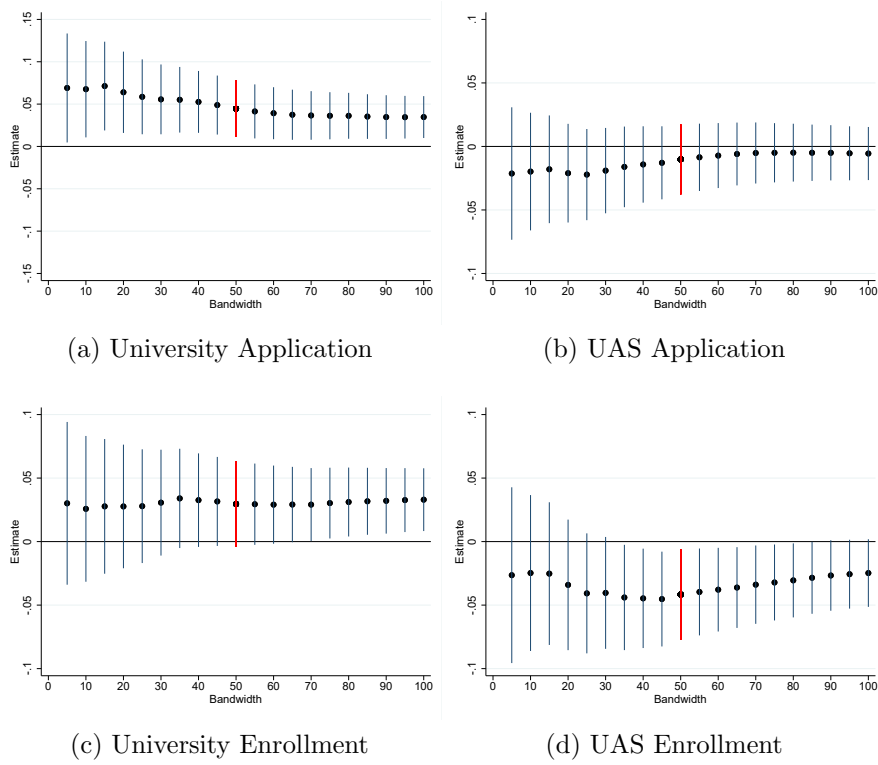 .15
.1
.05
0
-.05
-.1
-.15
Estimate
0 10 20 30 40 50 60 70 80 90 100
Bandwidth
(a) University Application
.1
.05
0
-.05
-.1
Estimate
0 10 20 30 40 50 60 70 80 90 100
Bandwidth
(b) UAS Application
.1
.05
0
-.05
-.1
Estimate
0 10 20 30 40 50 60 70 80 90 100
Bandwidth
(c) University Enrollment
.1
.05
0
-.05
-.1
Estimate
0 10 20 30 40 50 60 70 80 90 100
Bandwidth
(d) UAS Enrollment